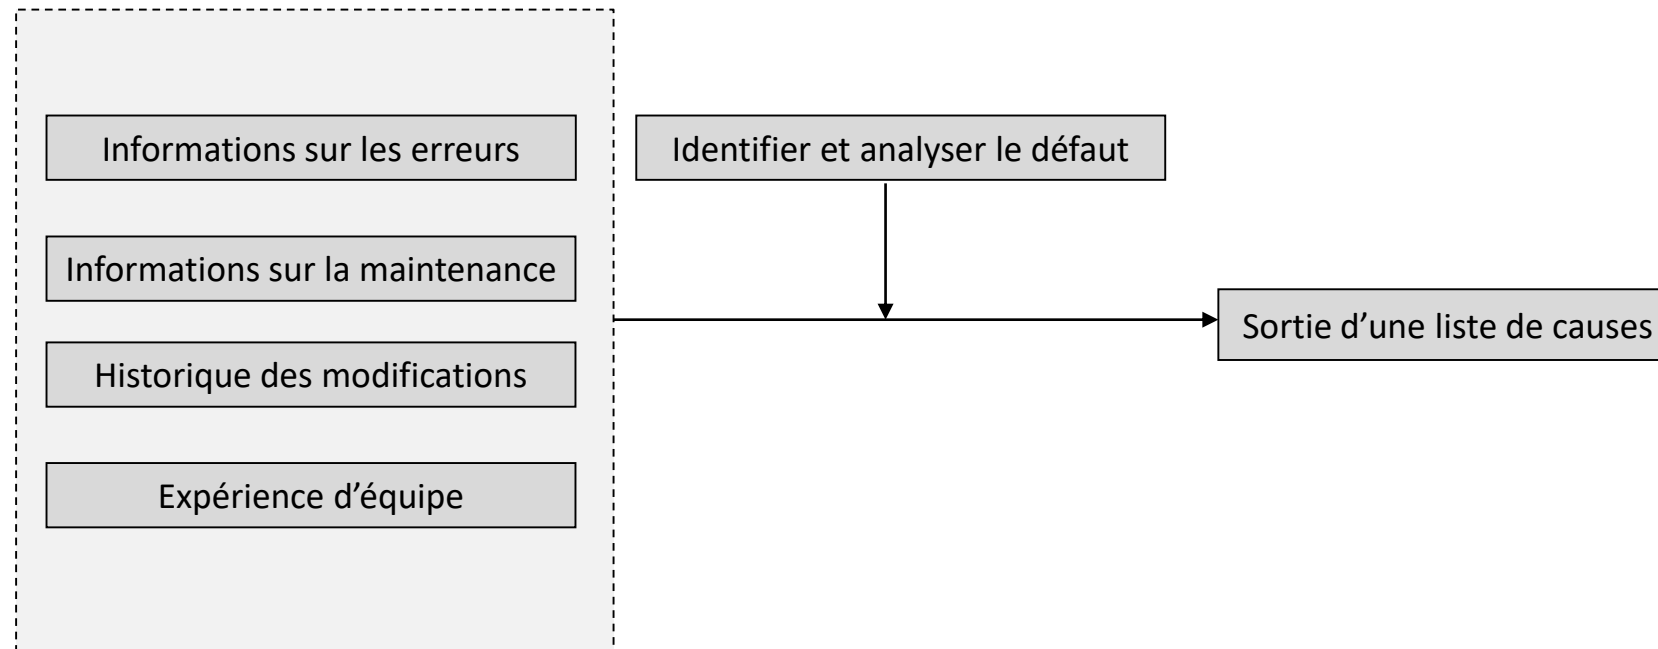 Informations sur les erreurs
Identifier et analyser le défaut
Informations sur la maintenance
Sortie d’une liste de causes
Historique des modifications
Expérience d’équipe